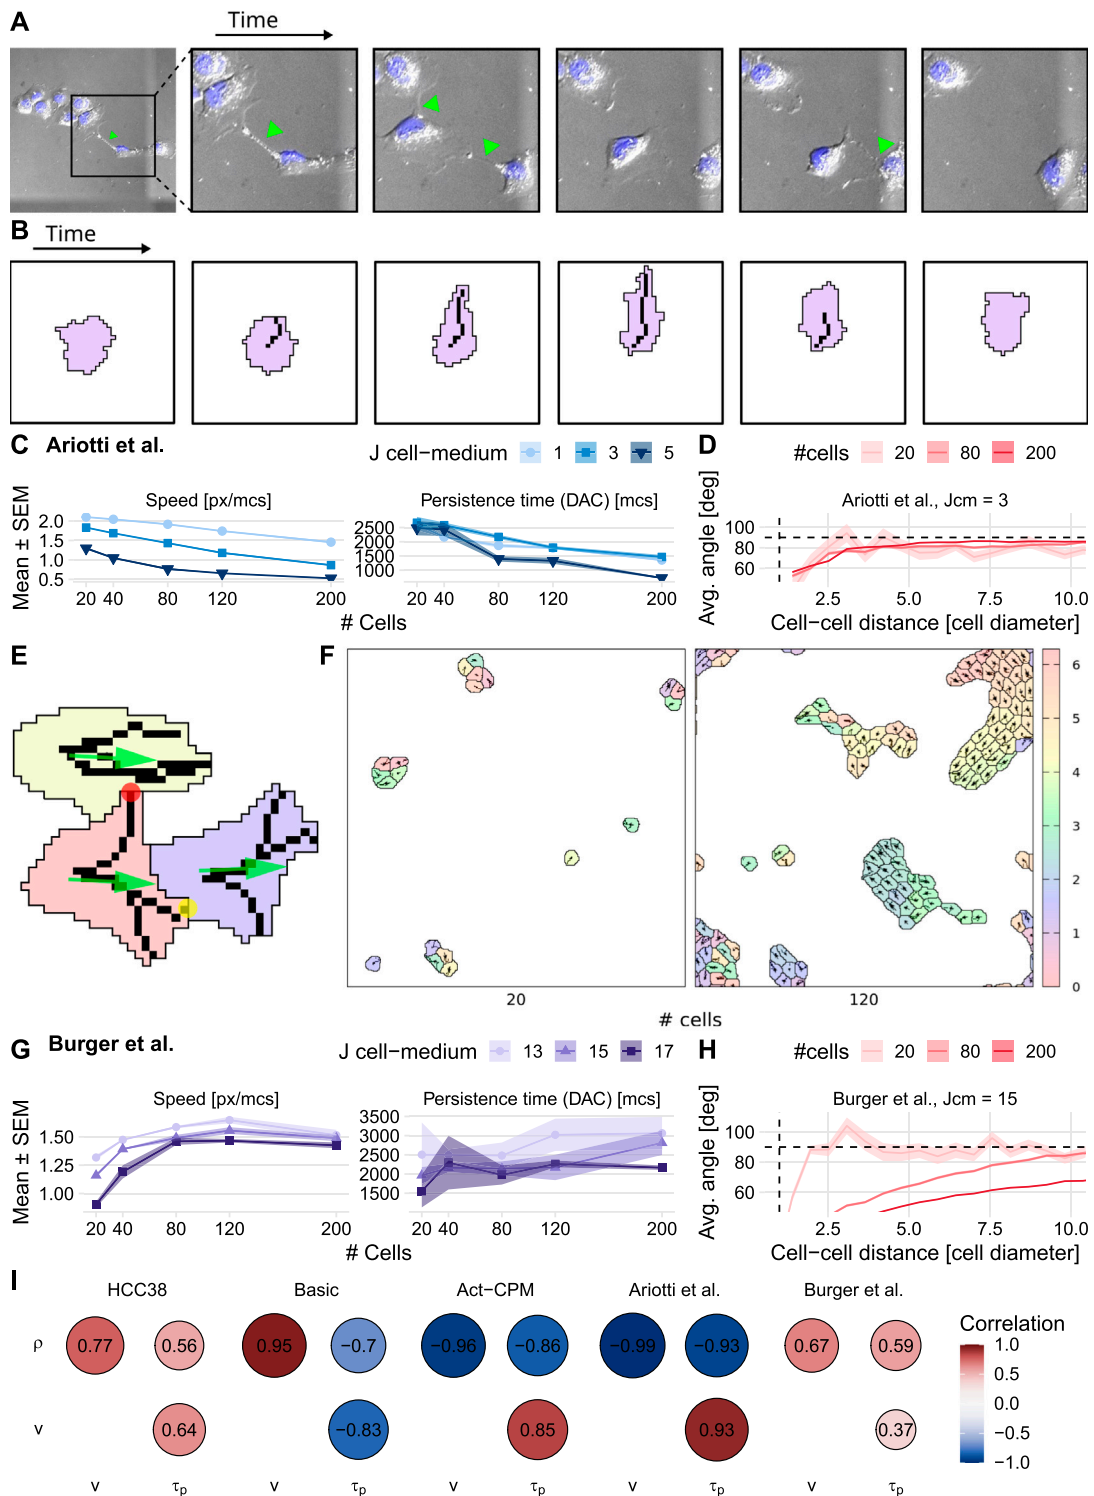 A
Time
B
Time
C Ariotti et al.
J cell−medium 1 3 5
D
#cells 20 80 200
Mean ± SEM
Speed [px/mcs]
2.0
1.5
1.0
0.5
20 40 80 120 200
Persistence time (DAC) [mcs]
2500
2000
1500
1000
20 40 80 120 200
# Cells
Avg. angle [deg]
Ariotti et al., Jcm = 3
100
80
60
2.5 5.0 7.5 10.0
Cell−cell distance [cell diameter]
E
F
20
120
# cells
6
5
4
3
2
1
0
G Burger et al.
J cell−medium 13 15 17
H
#cells 20 80 200
Mean ± SEM
Speed [px/mcs]
1.50
1.25
1.00
20 40 80 120 200
Persistence time (DAC) [mcs]
3500
3000
2500
2000
1500
20 40 80 120 200
# Cells
Avg. angle [deg]
Burger et al., Jcm = 15
100
80
60
2.5 5.0 7.5 10.0
Cell−cell distance [cell diameter]
I
HCC38 Basic Act−CPM Ariotti et al. Burger et al.
ρ 0.77 0.56 0.95 −0.7 −0.96 −0.86 −0.99 −0.93 0.67 0.59
v 0.64 −0.83 0.85 0.93 0.37
v τp v τp v τp v τp v τp
Correlation
1.0
0.5
0.0
−0.5
−1.0